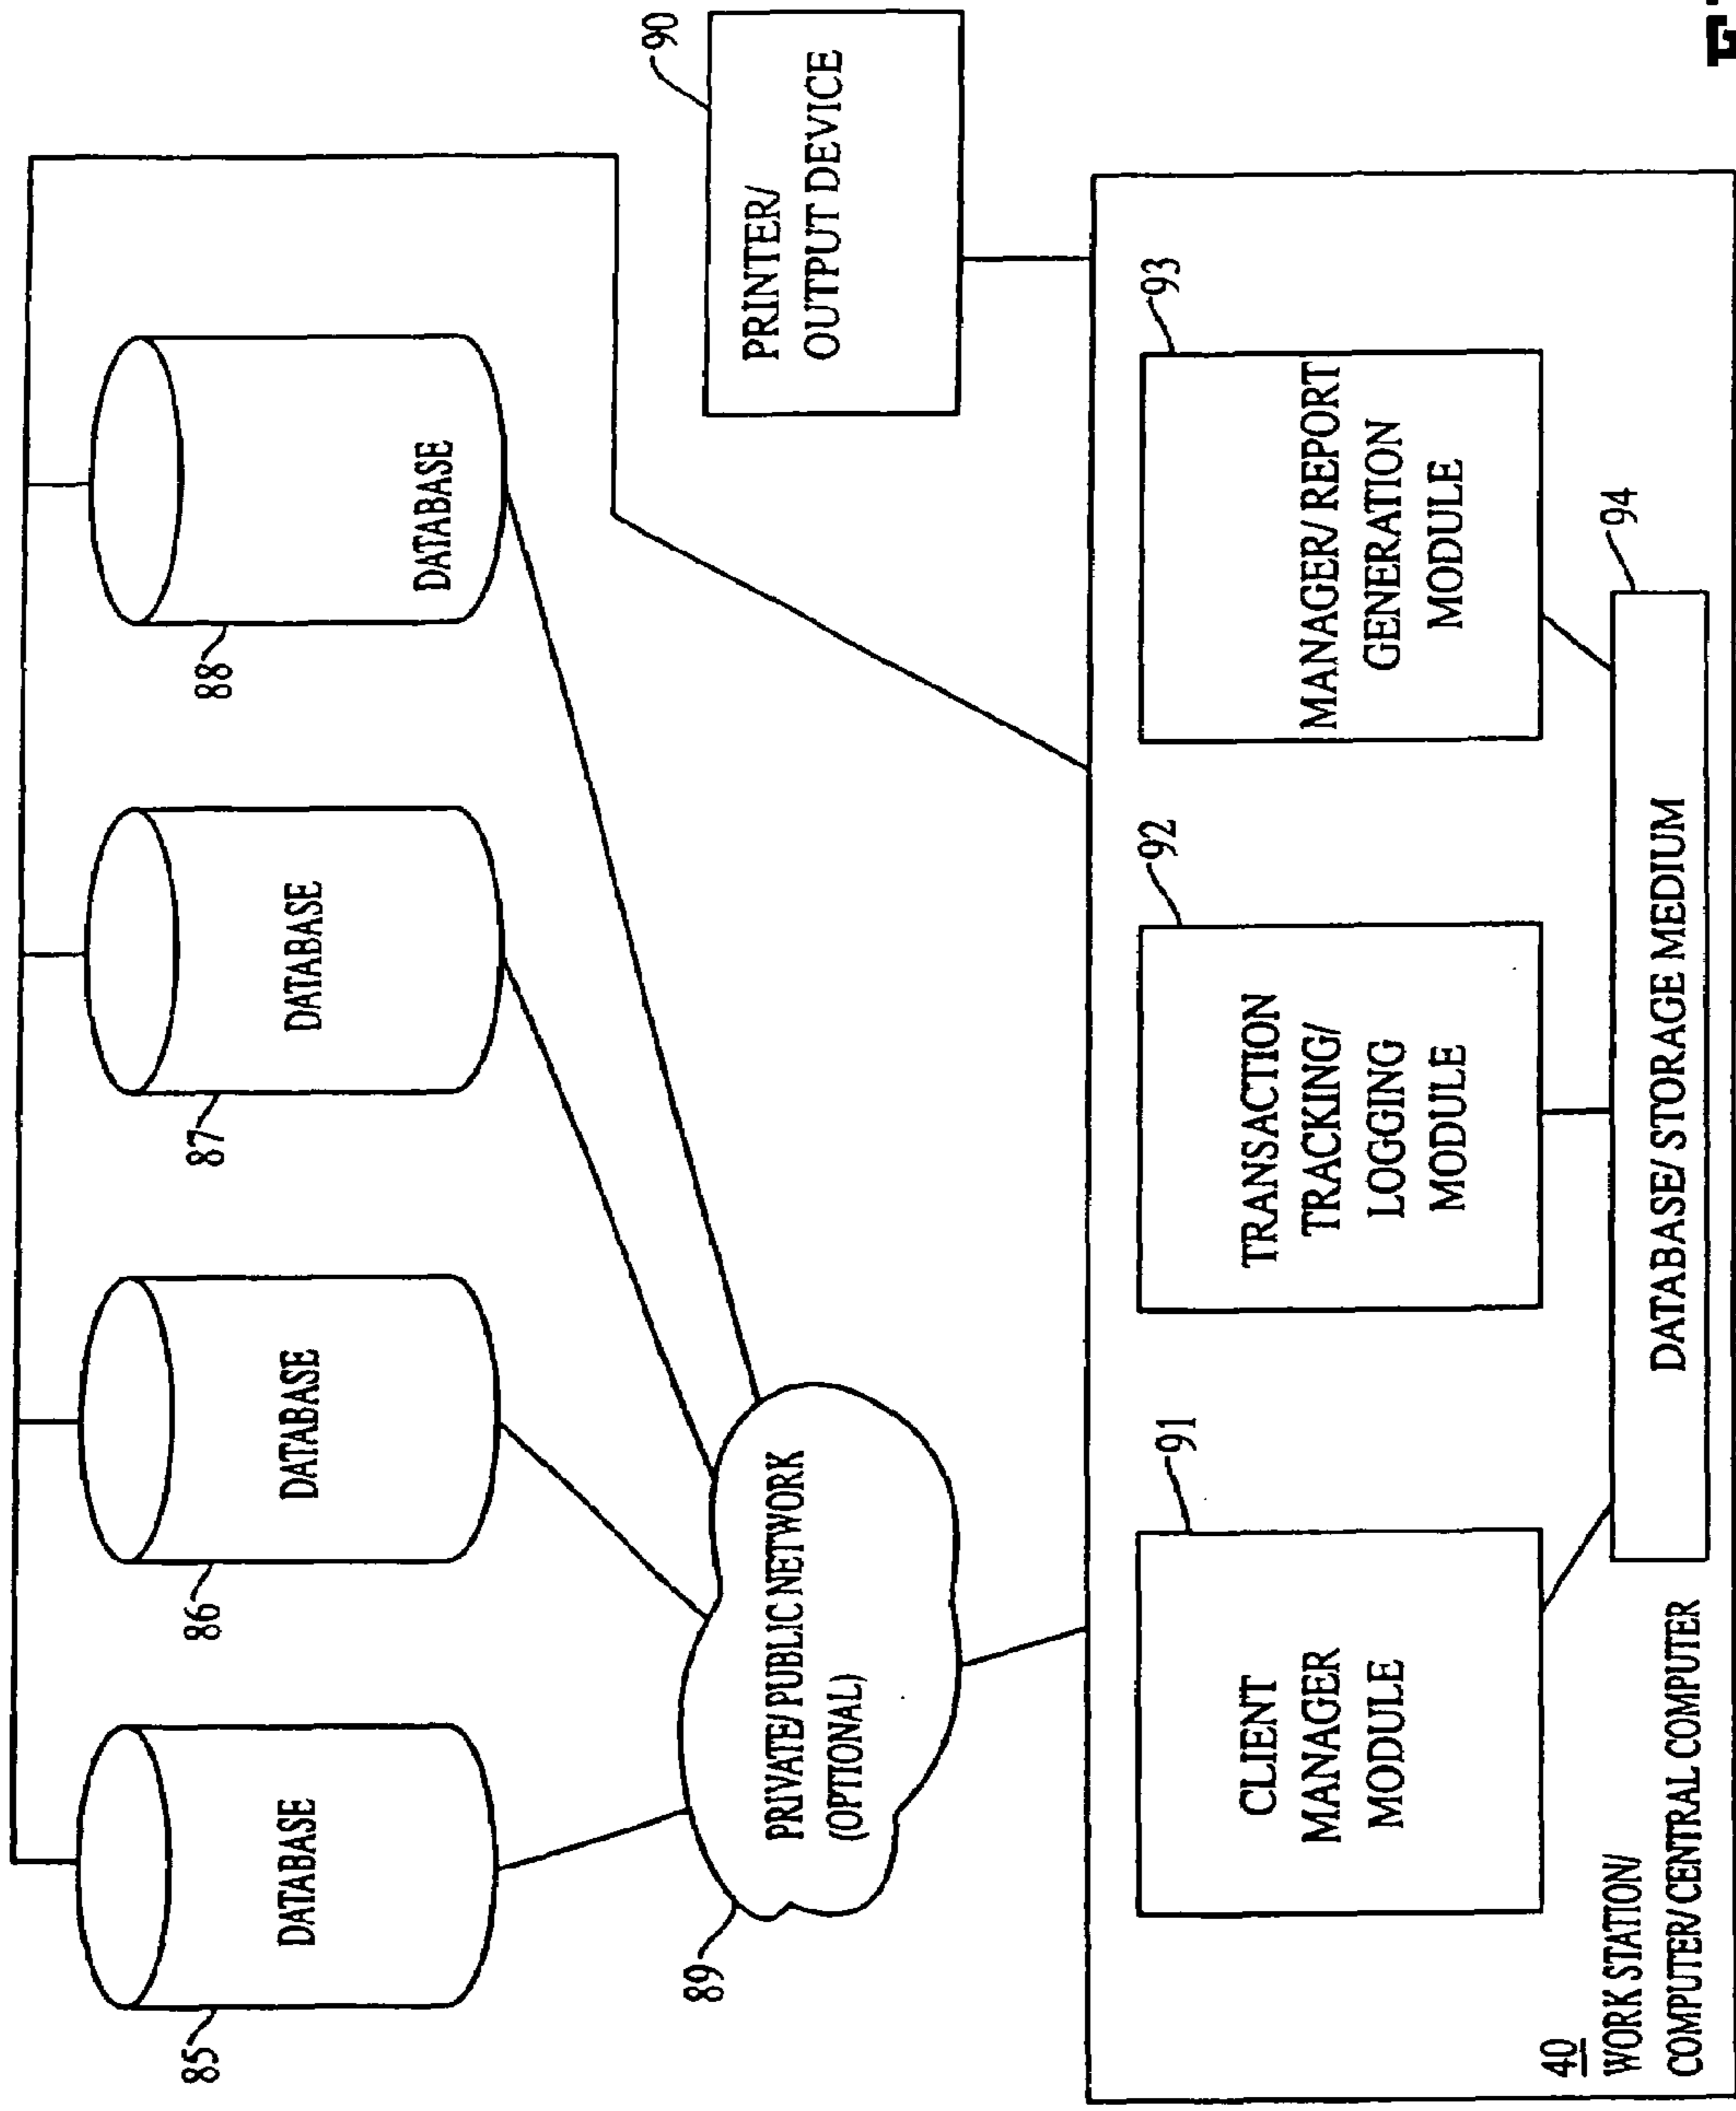 85
DATABASE
86
DATABASE
87
DATABASE
88
DATABASE
89
PRIVATE/ PUBLIC NETWORK
(OPTIONAL)
90
PRINTER/
OUTPUT DEVICE
91
CLIENT
MANAGER
MODULE
92
TRANSACTION
TRACKING/
LOGGING
MODULE
93
MANAGER/ REPORT
GENERATION
MODULE
94
DATABASE/ STORAGE MEDIUM
40
WORK STATION/
COMPUTER/ CENTRAL COMPUTER